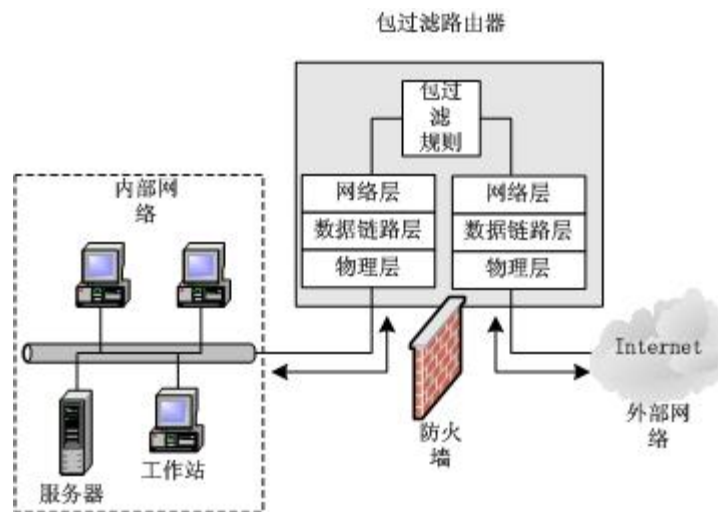 包过滤路由器
包过
滤
规则
内部网
络
网络层
网络层
数据链路层
数据链路层
物理层
物理层
Internet
外部网
络
防火
墙
工作站
服务器